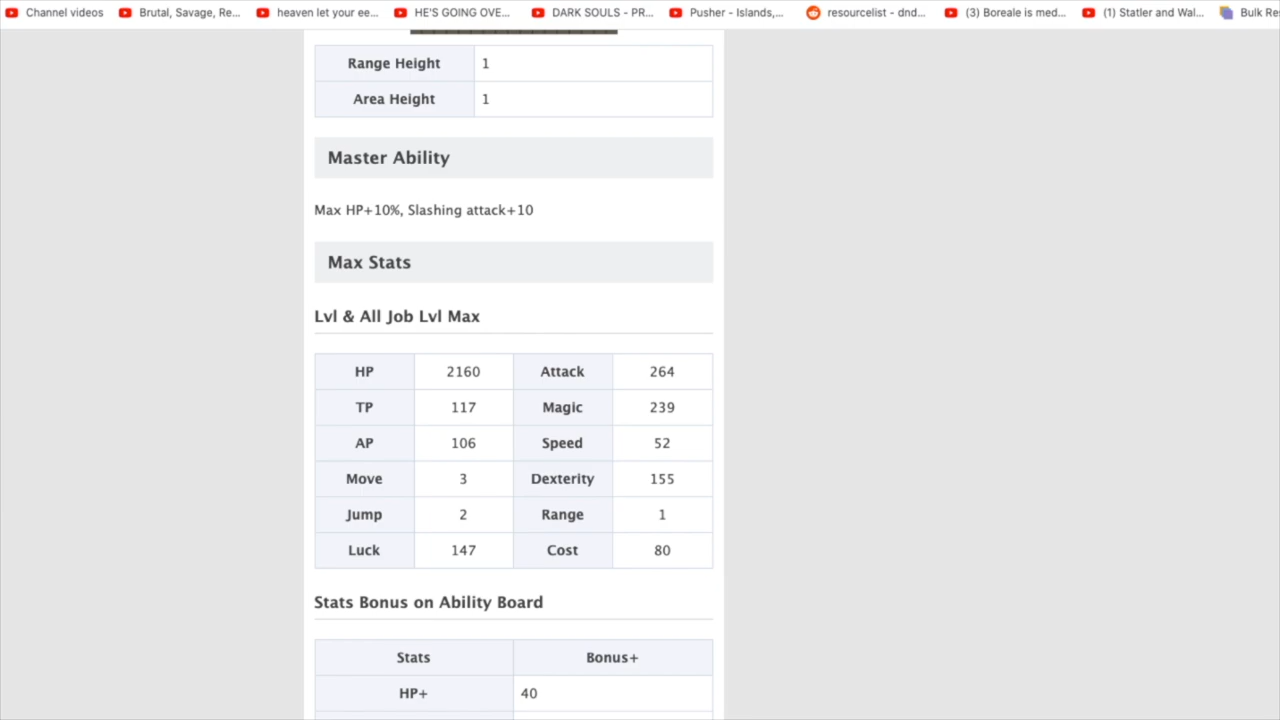 Channel videos Brutal, Savage, Re... heaven let your ee... HE'S GOING OVE... DARK SOULS - PR... Pusher - Islands,... resourcelist - dnd... (3) Boreale is med... (1) Statler and Wal... Bulk Re
Range Height 1
Area Height 1
Master Ability
Max HP+10%, Slashing attack+10
Max Stats
Lvl & All Job Lvl Max
HP 2160 Attack 264
TP 117 Magic 239
AP 106 Speed 52
Move 3 Dexterity 155
Jump 2 Range 1
Luck 147 Cost 80
Stats Bonus on Ability Board
Stats Bonus+
HP+ 40